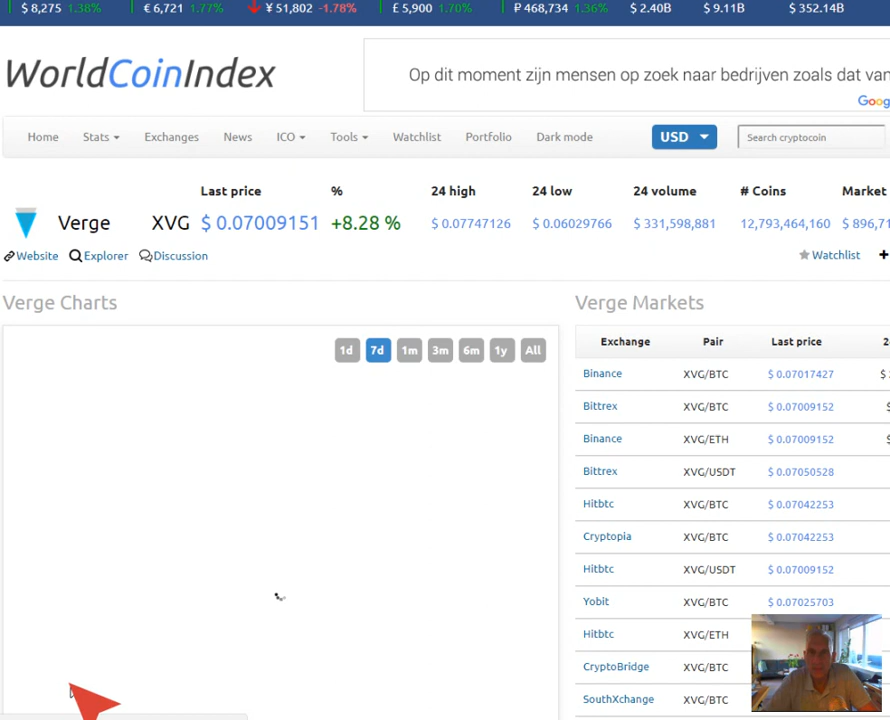 $ 8,275 1.38% € 6,721 1.77% ¥ 51,802 -1.78% £ 5,900 1.70% ₽ 468,734 1.36% $ 2.40B $ 9.11B $ 352.14B
WorldCoinIndex
Op dit moment zijn mensen op zoek naar bedrijven zoals dat van
Goog
Home Stats Exchanges News ICO Tools Watchlist Portfolio Dark mode USD Search cryptocoin
Last price % 24 high 24 low 24 volume # Coins Market
Verge XVG $ 0.07009151 +8.28 % $ 0.07747126 $ 0.06029766 $ 331,598,881 12,793,464,160 $ 896,71
Website Explorer Discussion Watchlist
Verge Charts Verge Markets
1d 7d 1m 3m 6m 1y All
Exchange Pair Last price 2
Binance XVG/BTC $ 0.07017427 $
Bittrex XVG/BTC $ 0.07009152 $
Binance XVG/ETH $ 0.07009152 $
Bittrex XVG/USDT $ 0.07050528
Hitbtc XVG/BTC $ 0.07042253
Cryptopia XVG/BTC $ 0.07042253
Hitbtc XVG/USDT $ 0.07009152
Yobit XVG/BTC $ 0.07025703
Hitbtc XVG/ETH
CryptoBridge XVG/BTC
SouthXchange XVG/BTC